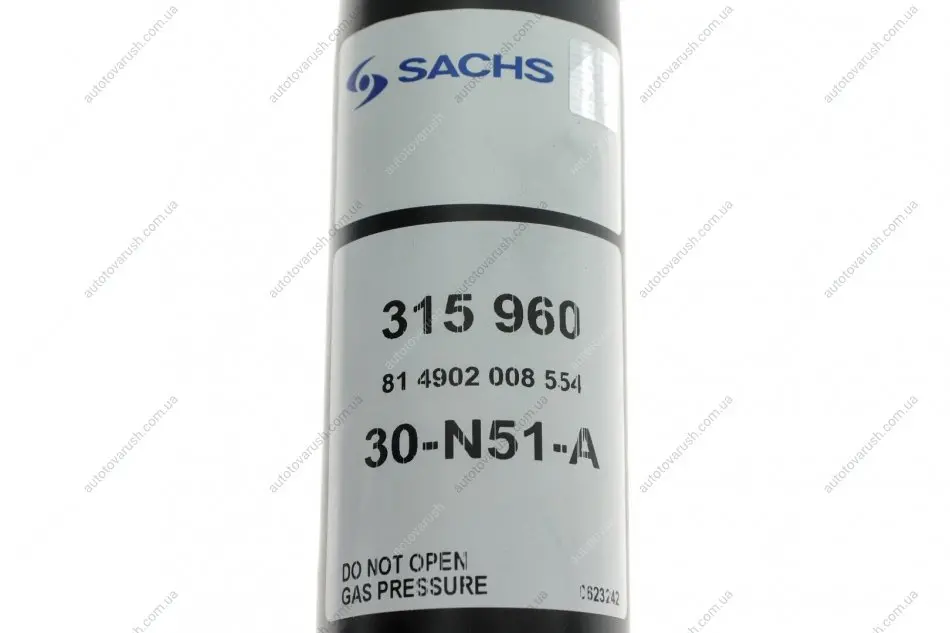 SACHS
315 960
81 4902 008 554
30-N51-A
DO NOT OPEN
GAS PRESSURE
C623242
autotovarush.com.ua